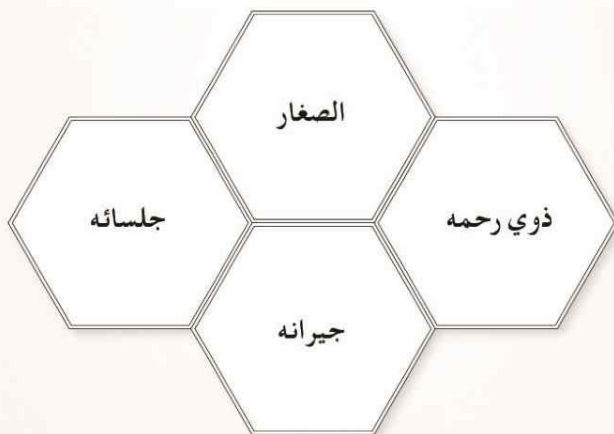 الصغار
ذوي رحمه
جلسائه
جيرانه